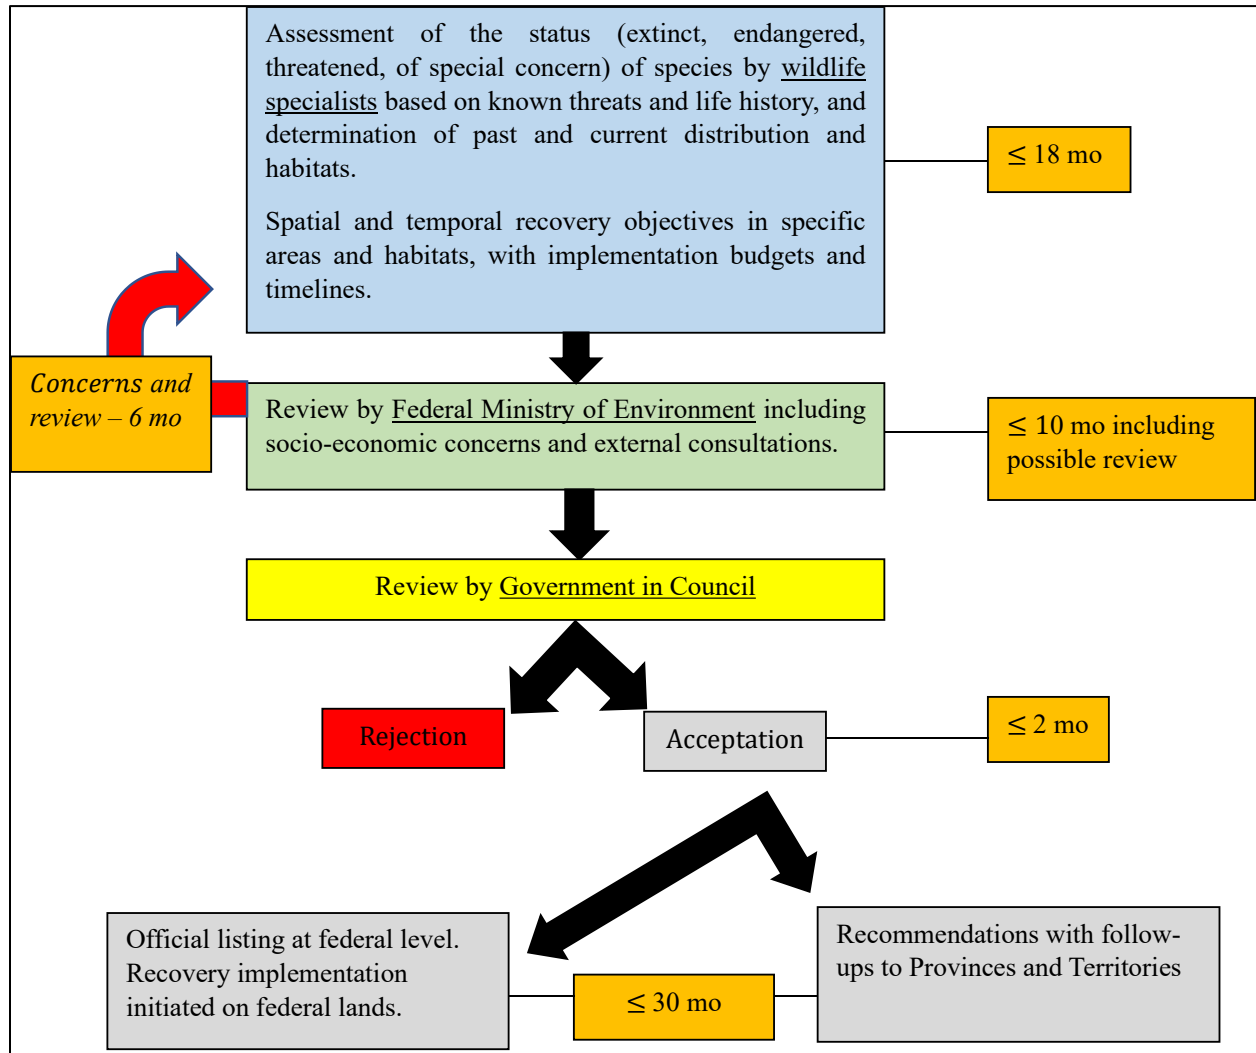 Assessment of the status (extinct, endangered,
threatened, of special concern) of species by wildlife
specialists based on known threats and life history, and
determination of past and current distribution and
habitats.
≤ 18 mo
Spatial and temporal recovery objectives in specific
areas and habitats, with implementation budgets and
timelines.
Concerns and
review – 6 mo
Review by Federal Ministry of Environment including
socio-economic concerns and external consultations.
≤ 10 mo including
possible review
Review by Government in Council
Rejection
Acceptation
≤ 2 mo
Official listing at federal level.
Recovery implementation
initiated on federal lands.
≤ 30 mo
Recommendations with follow-
ups to Provinces and Territories